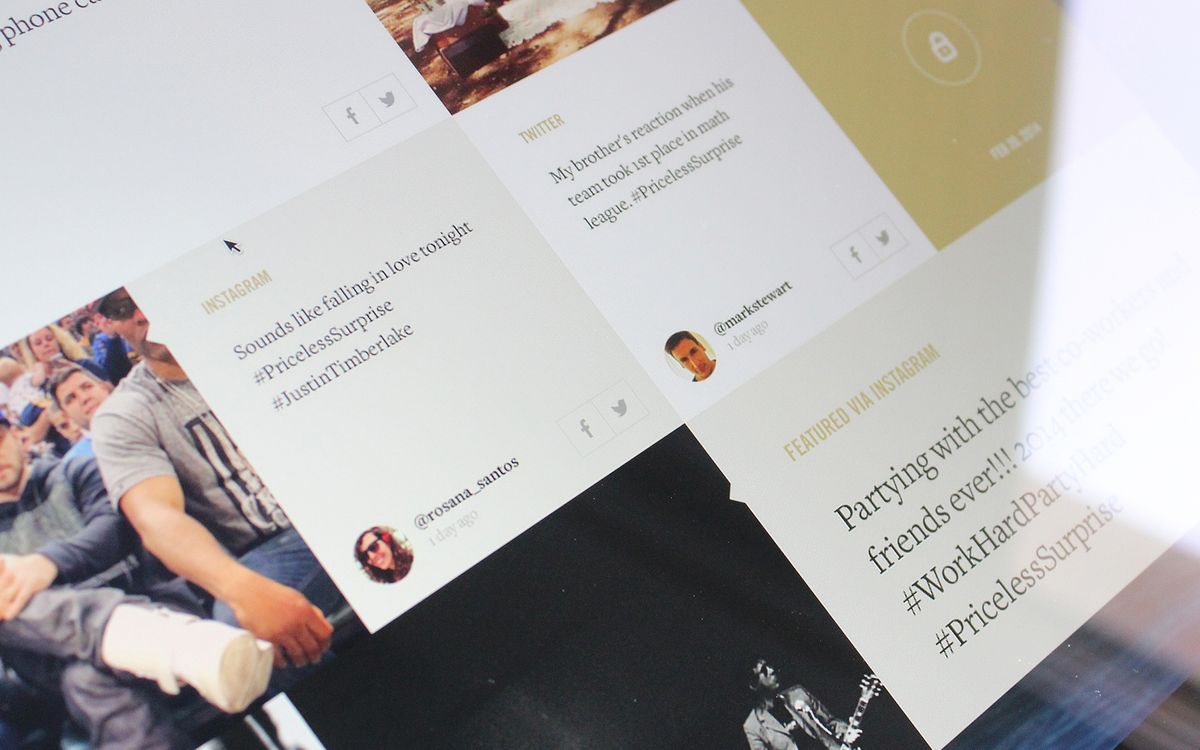 phone
TWITTER
My brother's reaction when his
team took 1st place in math
league. #PricelessSurprise
@markstewart
1 day ago
FEB 20, 2014
INSTAGRAM
Sounds like falling in love tonight
#PricelessSurprise
#JustinTimberlake
@rosana_santos
1 day ago
FEATURED VIA INSTAGRAM
Partying with the best co-workers and
friends ever!!! 2014 there we go!
#WorkHardPartyHard
#PricelessSurprise